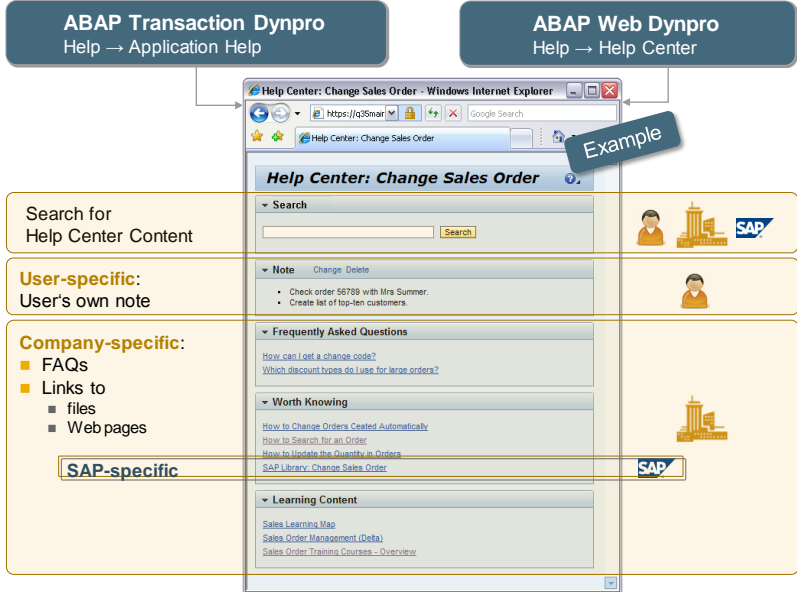 ABAP Transaction Dynpro
Help → Application Help
ABAP Web Dynpro
Help → Help Center
Help Center: Change Sales Order - Windows Internet Explorer
https://q35mair
Google Search
Help Center: Change Sales Order
Example
Help Center: Change Sales Order
Search for
Help Center Content
Search
Search
SAP
User-specific:
User's own note
Note Change Delete
Check order 56789 with Mrs Summer.
Create list of top-ten customers.
Company-specific:
FAQs
Links to
files
Web pages
Frequently Asked Questions
How can I get a change code?
Which discount types do I use for large orders?
Worth Knowing
How to Change Orders Ceated Automatically
How to Search for an Order
How to Update the Quantity in Orders
SAP-specific
SAP Library: Change Sales Order
SAP
Learning Content
Sales Learning Map
Sales Order Management (Delta)
Sales Order Training Courses - Overview